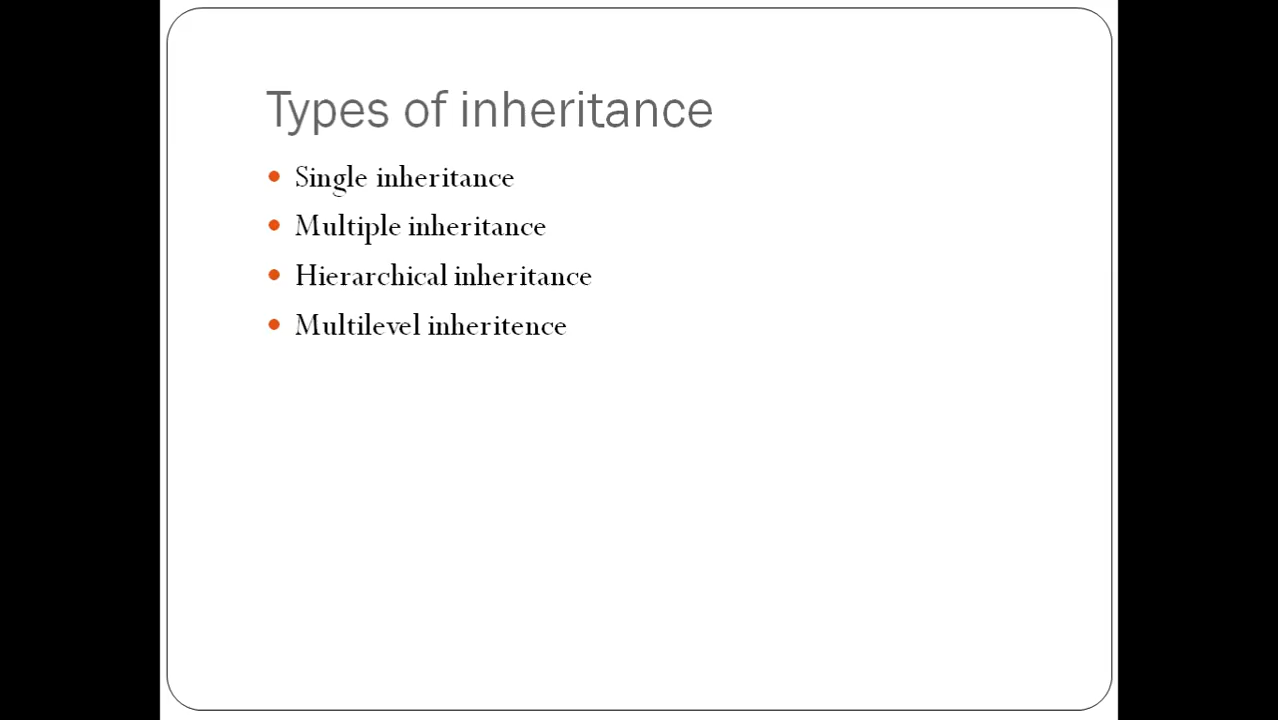 Types of inheritance
Single inheritance
Multiple inheritance
Hierarchical inheritance
Multilevel inheritence